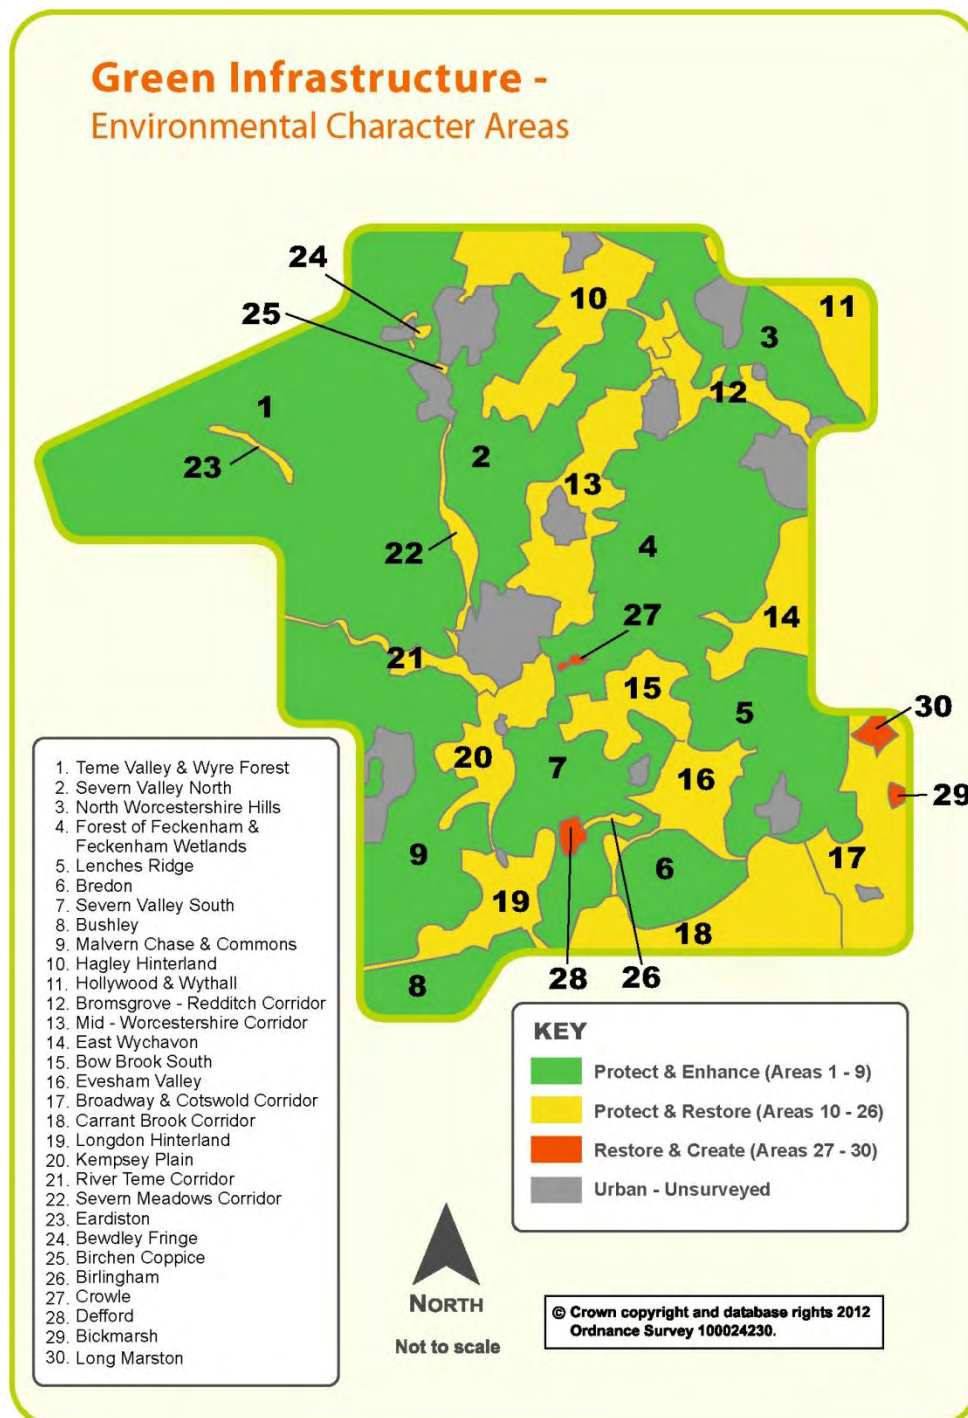 Green Infrastructure -
Environmental Character Areas
24
25
10
11
3
1
12
23
2
13
22
4
27
14
21
15
30
5
20
7
16
29
9
17
6
19
18
28
26
8
1. Teme Valley & Wyre Forest
2. Severn Valley North
3. North Worcestershire Hills
4. Forest of Feckenham &
Feckenham Wetlands
5. Lenches Ridge
6. Bredon
7. Severn Valley South
8. Bushley
9. Malvern Chase & Commons
10. Hagley Hinterland
11. Hollywood & Wythall
12. Bromsgrove - Redditch Corridor
13. Mid - Worcestershire Corridor
14. East Wychavon
15. Bow Brook South
16. Evesham Valley
17. Broadway & Cotswold Corridor
18. Carrant Brook Corridor
19. Longdon Hinterland
20. Kempsey Plain
21. River Teme Corridor
22. Severn Meadows Corridor
23. Eardiston
24. Bewdley Fringe
25. Birchen Coppice
26. Birlingham
27. Crowle
28. Defford
29. Bickmarsh
30. Long Marston
KEY
Protect & Enhance (Areas 1 - 9)
Protect & Restore (Areas 10 - 26)
Restore & Create (Areas 27 - 30)
Urban - Unsurveyed
NORTH
Not to scale
© Crown copyright and database rights 2012
Ordnance Survey 100024230.